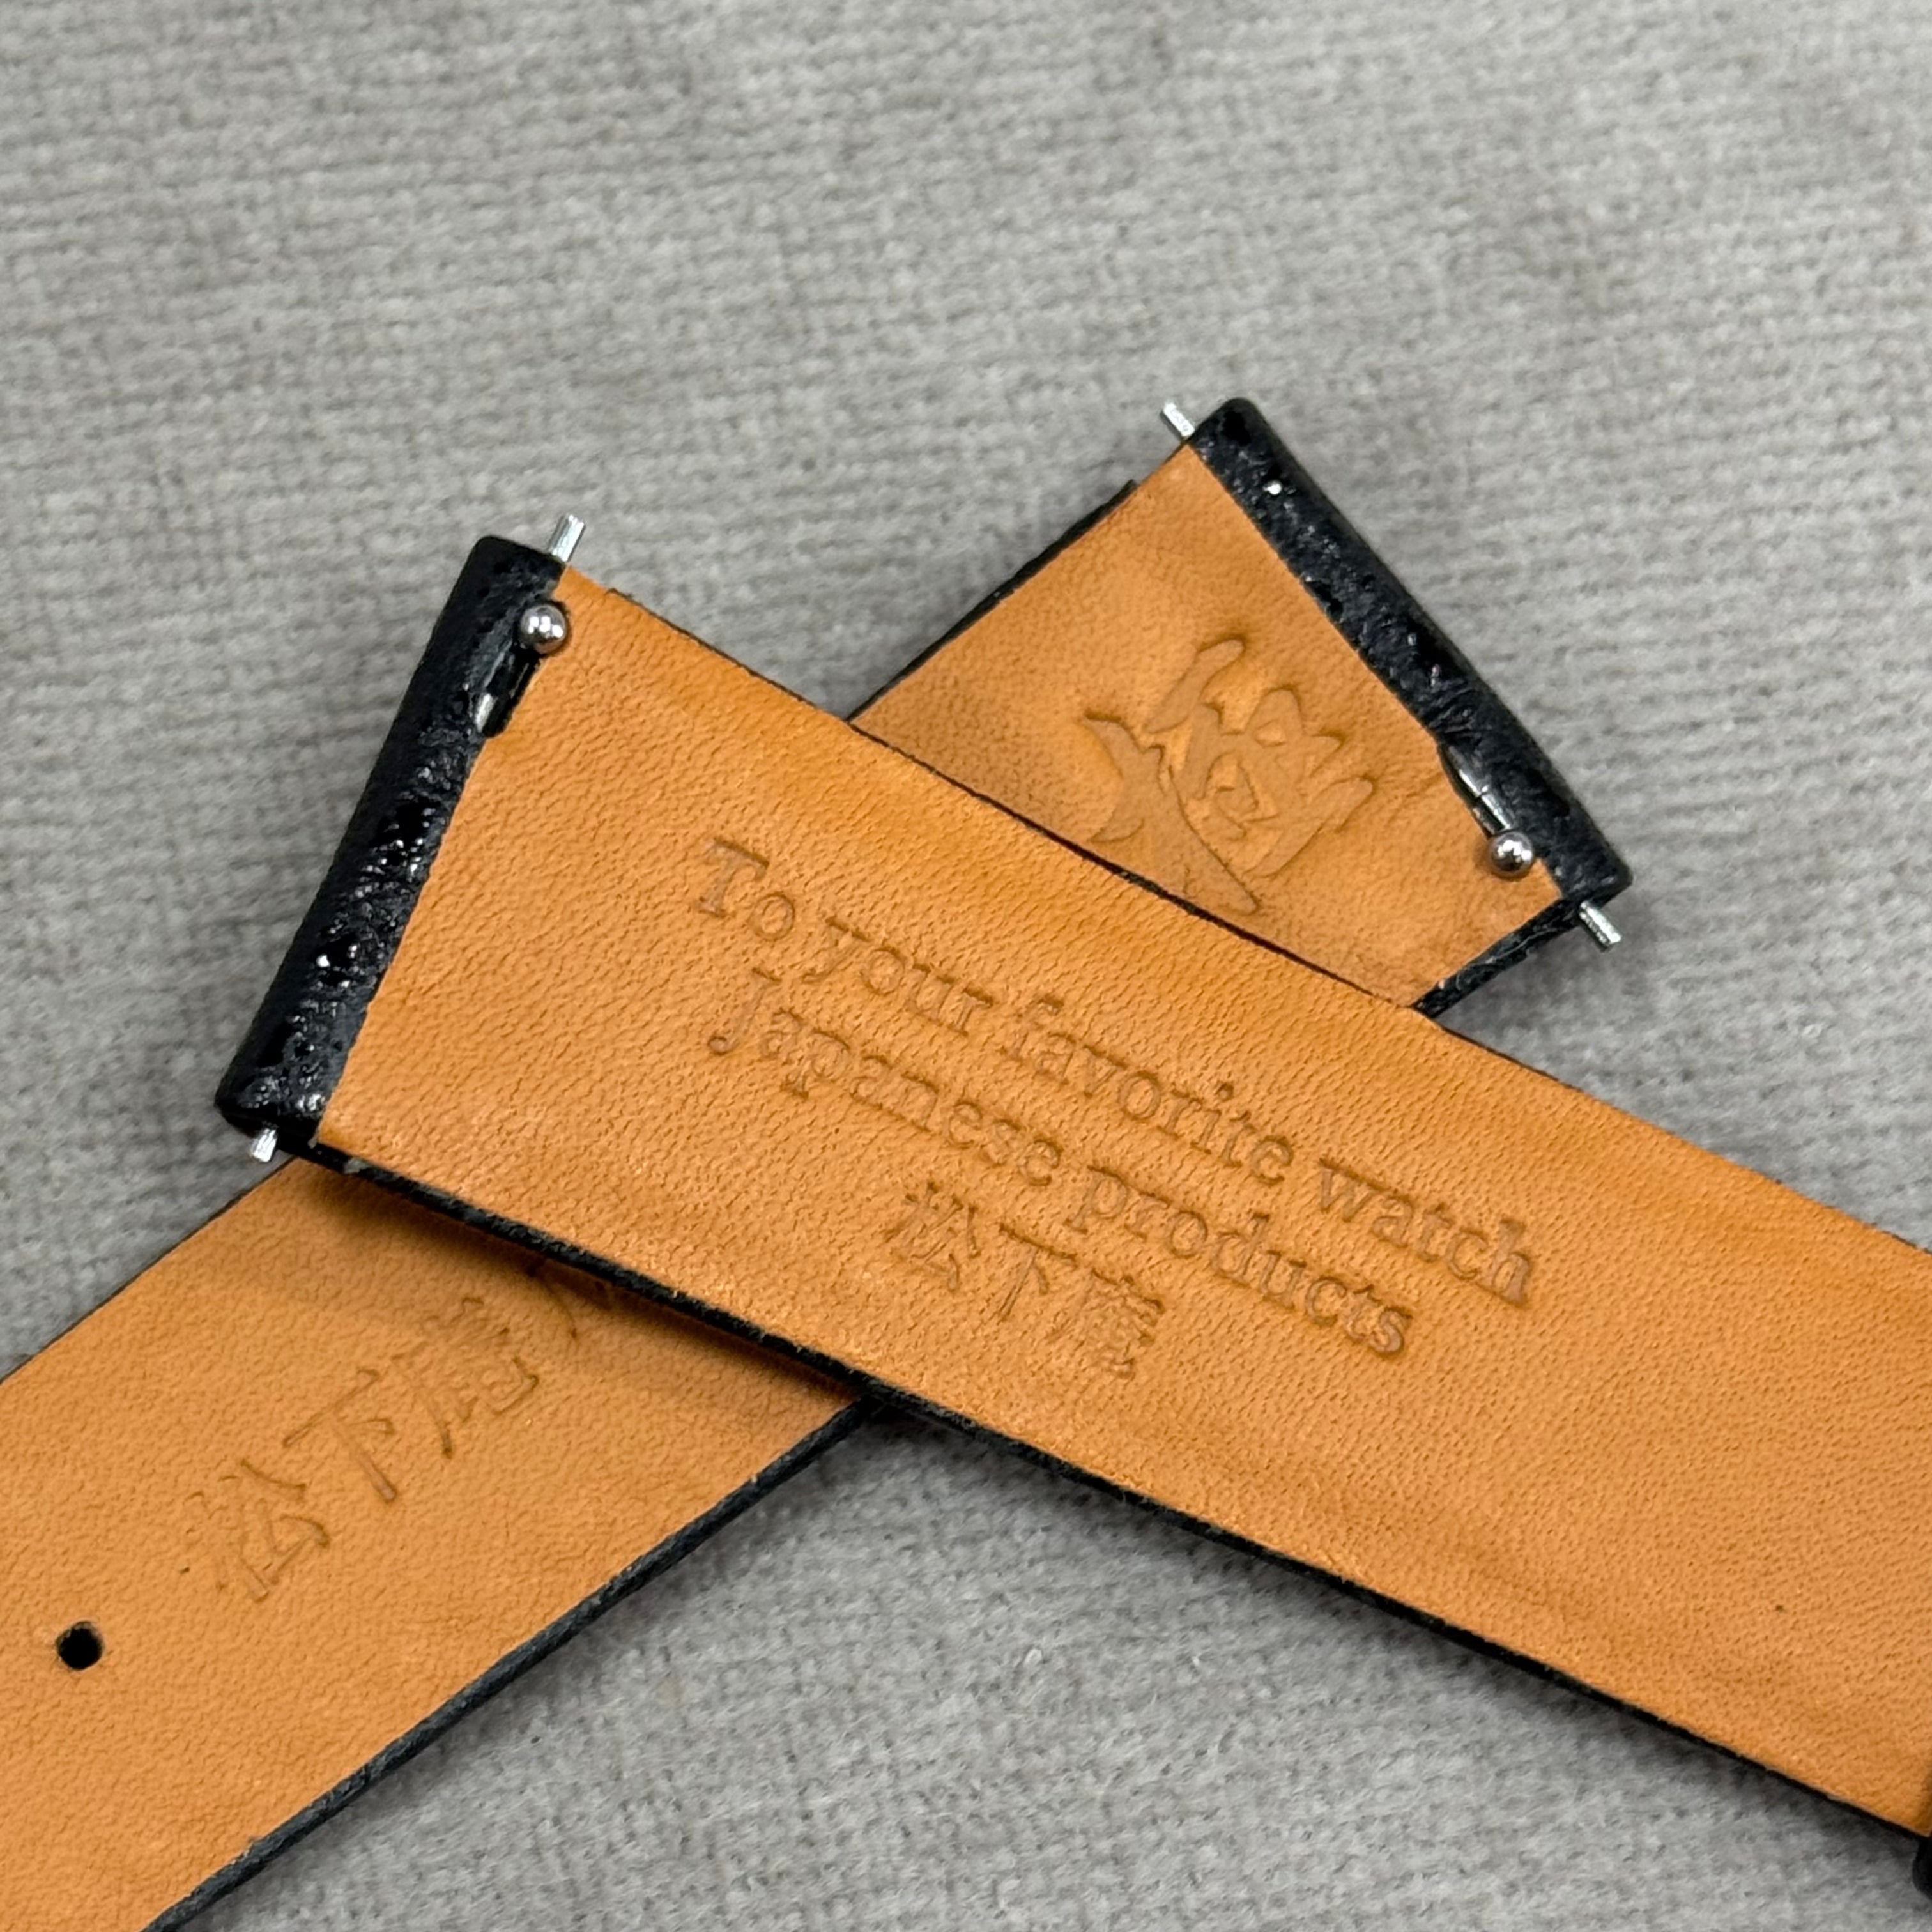 To your favorite watch
Japanese products
松下庵
松下庵